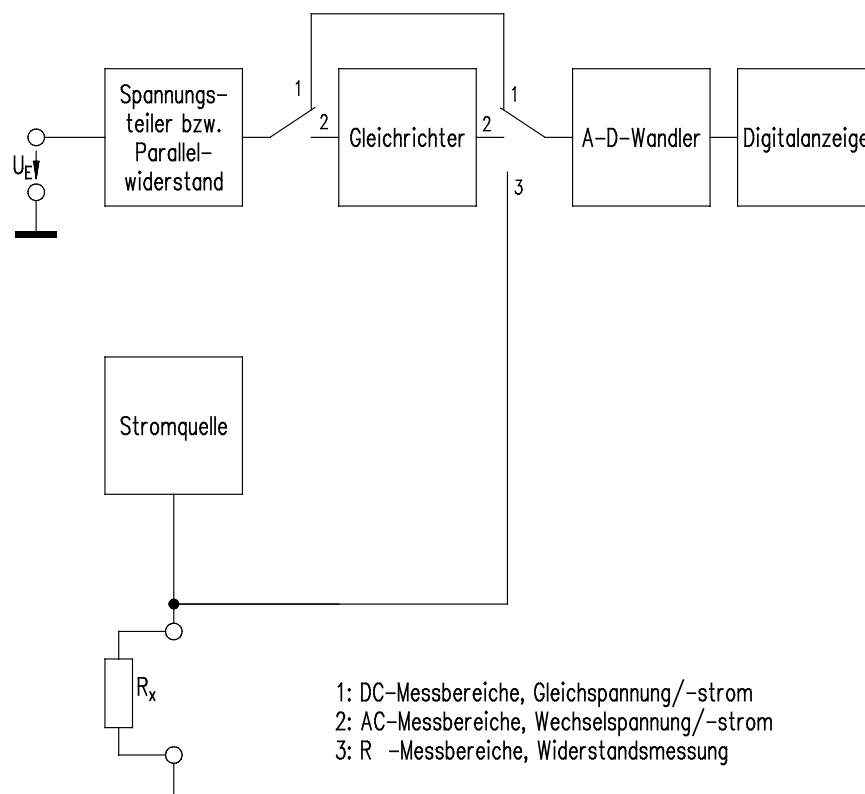 1
1
Spannungs-
teiler bzw.
Parallel-
widerstand
2
Gleichrichter
2
A-D-Wandler
Digitalanzeige
U_E
3
Stromquelle
R_x
1: DC-Messbereiche, Gleichspannung/-strom
2: AC-Messbereiche, Wechselspannung/-strom
3: R -Messbereiche, Widerstandsmessung